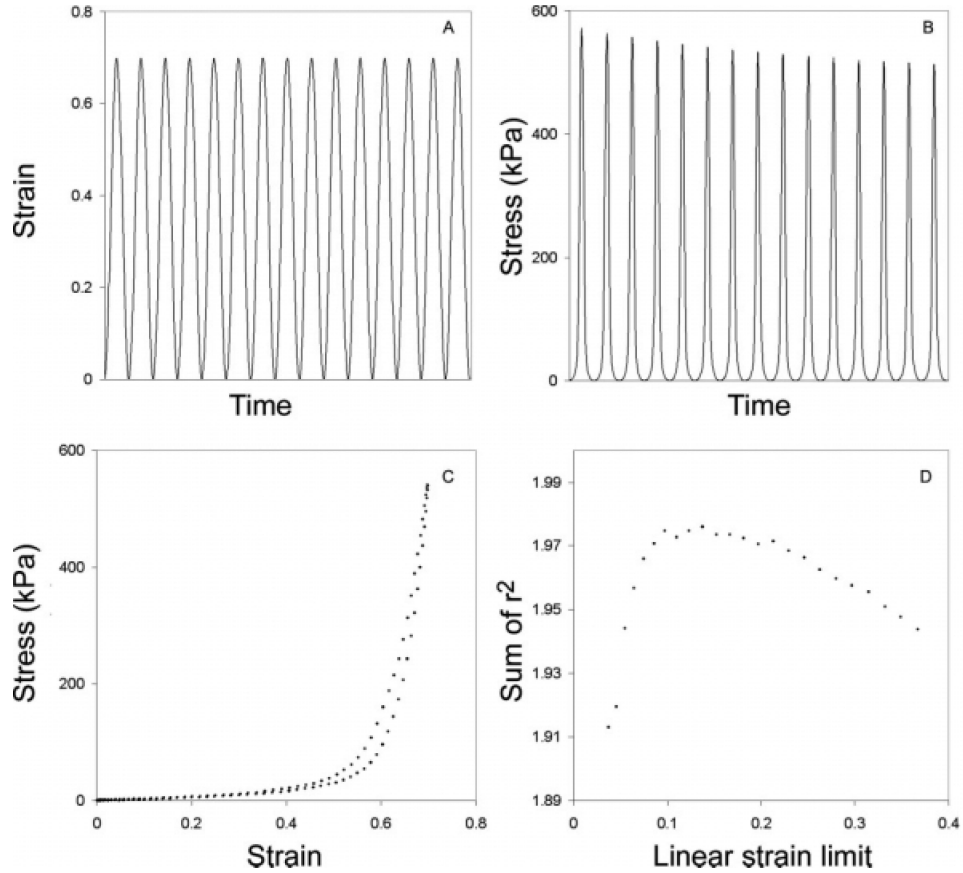 A
0.8
0.6
0.4
0.2
0
Strain
Time
B
600
400
200
0
Stress (kPa)
Time
C
600
400
200
0
Stress (kPa)
0 0.2 0.4 0.6 0.8
Strain
D
1.99
1.97
1.95
1.93
1.91
1.89
Sum of r²
0 0.1 0.2 0.3 0.4
Linear strain limit